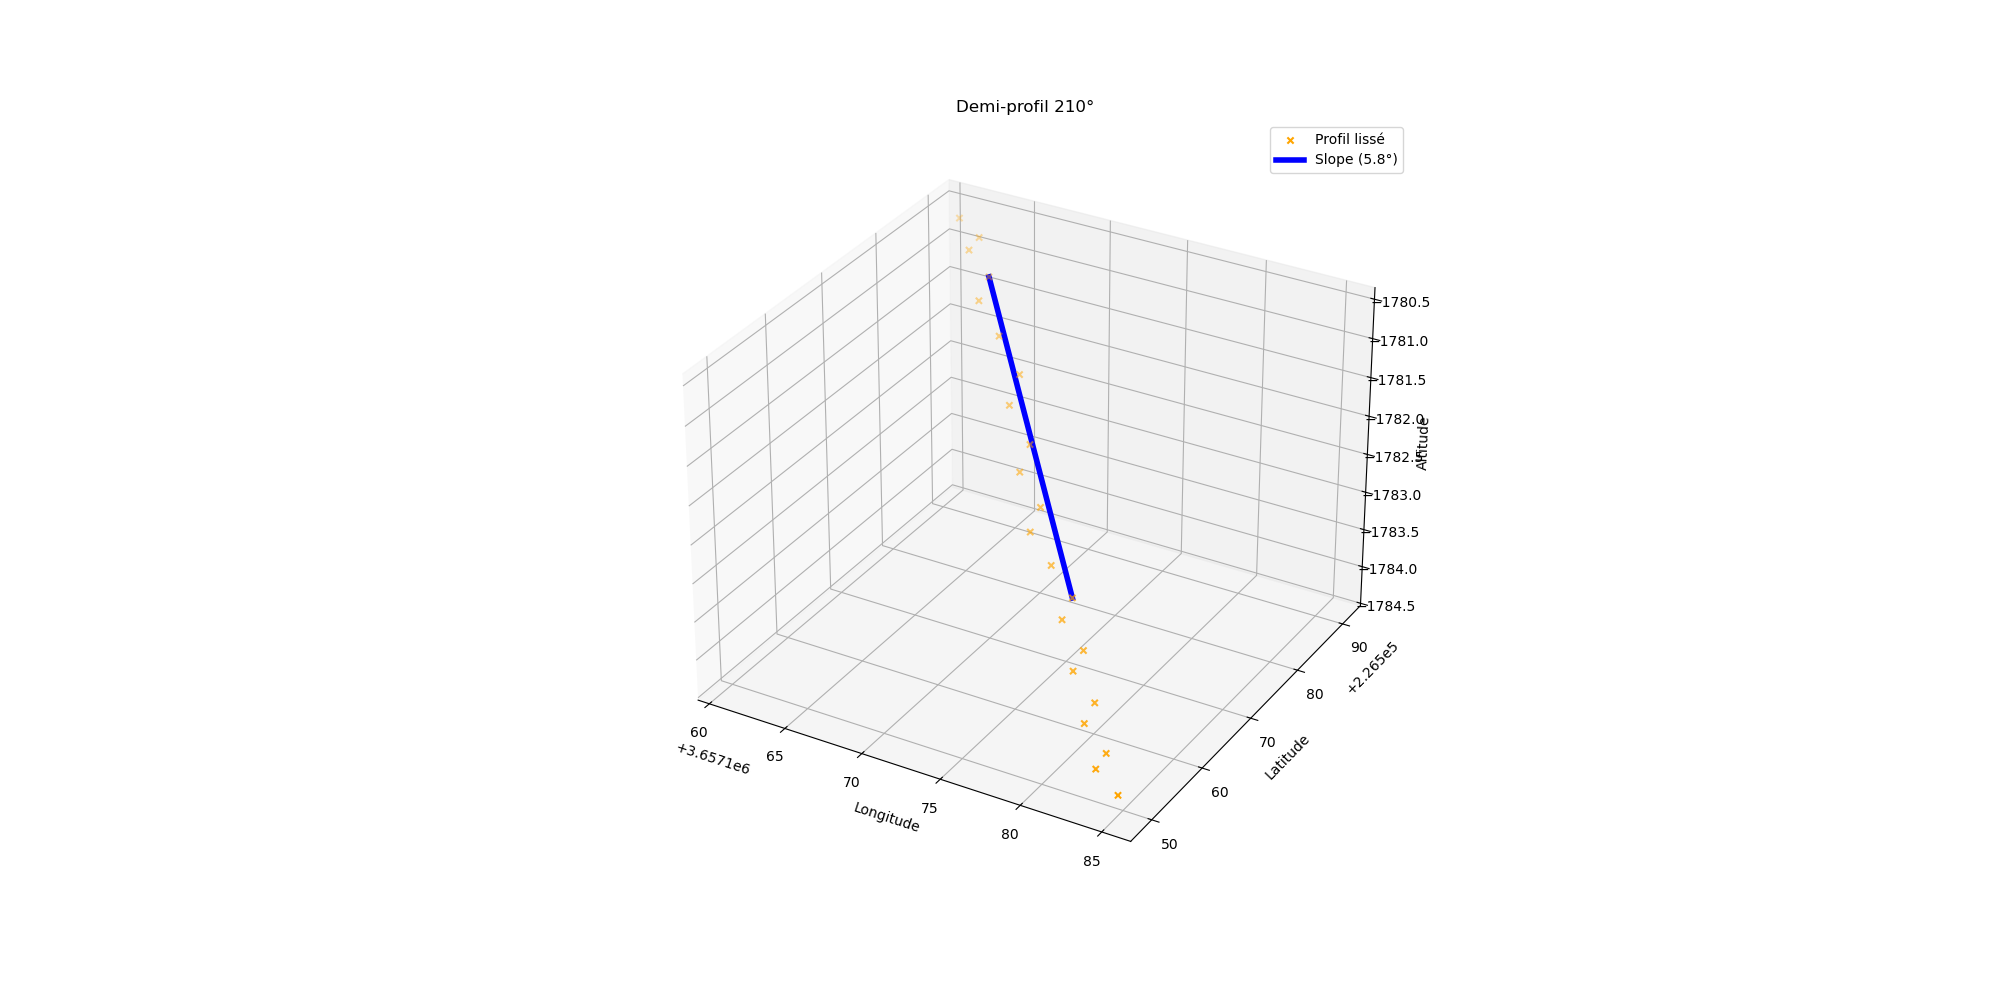 Demi-profil 210°
Profil lissé
Slope (5.8°)
−1780.5
−1781.0
−1781.5
−1782.0
−1782.5
−1783.0
−1783.5
−1784.0
−1784.5
Altitude
90
80
70
60
50
+2.265e5
Latitude
60
65
70
75
80
85
+3.6571e6
Longitude